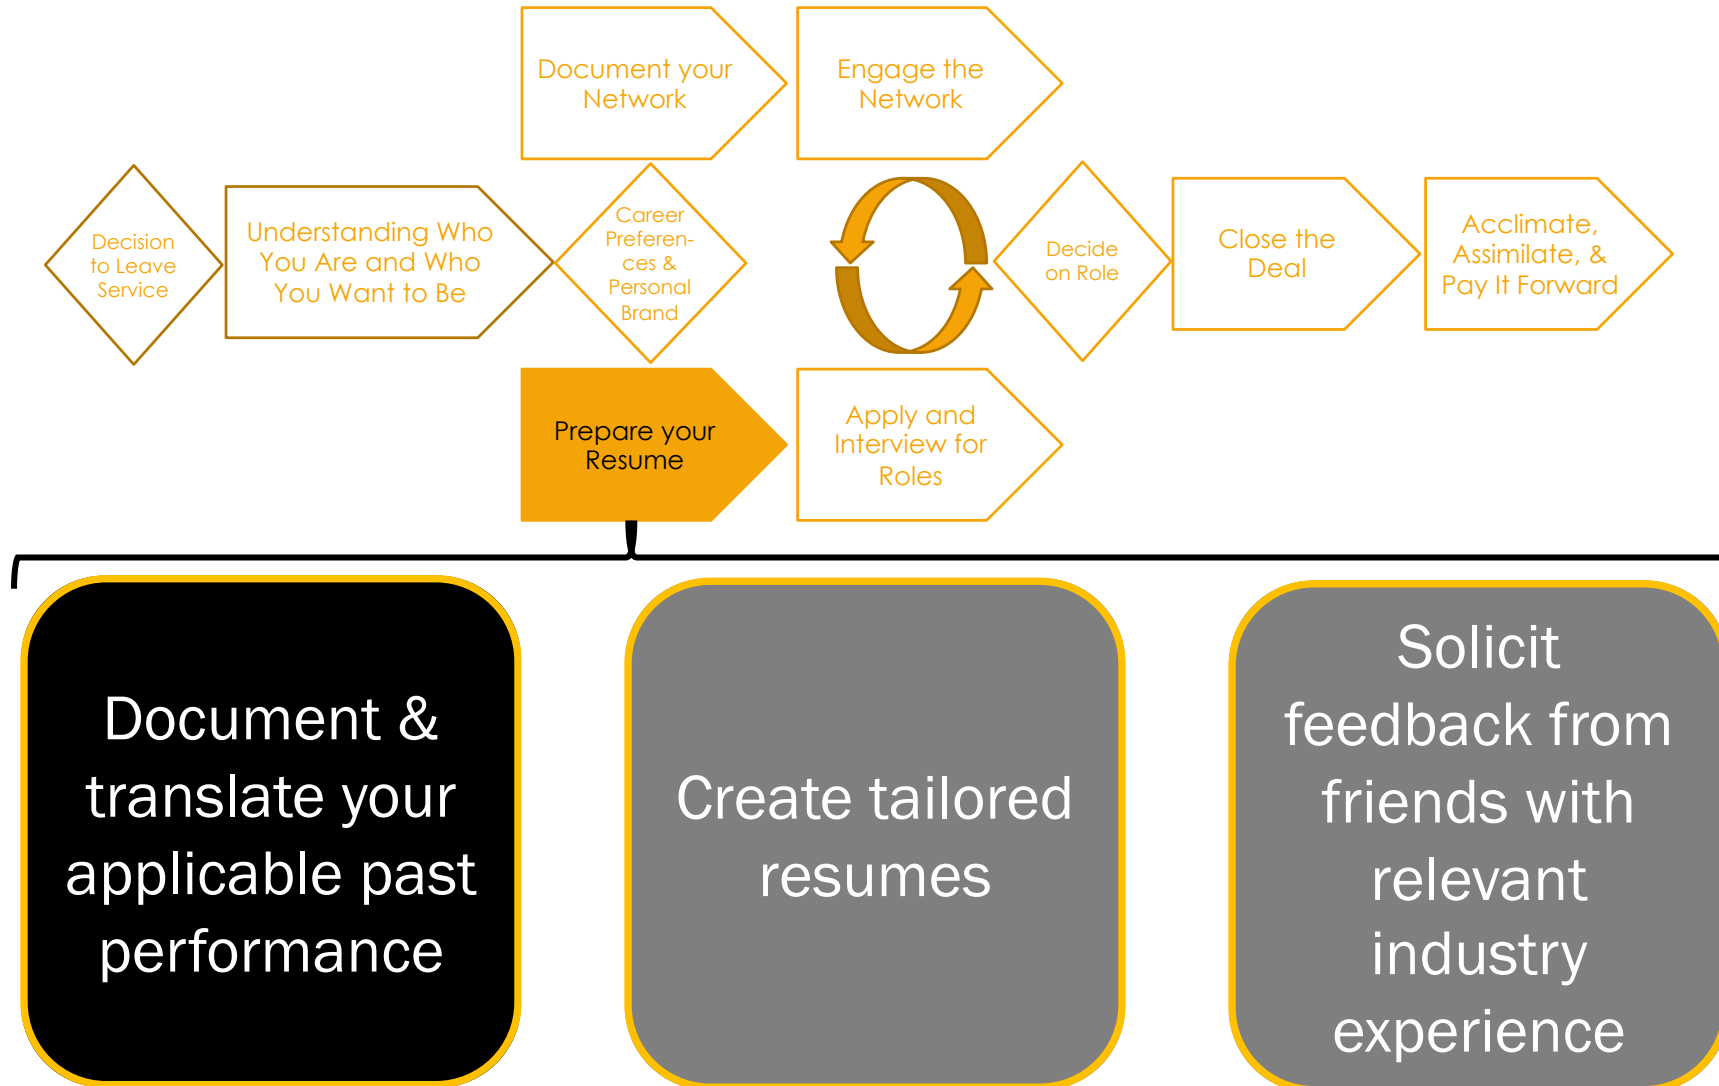 Document your
Network
Engage the
Network
Decision
to Leave
Service
Understanding Who
You Are and Who
You Want to Be
Career
Preferen-
ces &
Personal
Brand
Decide
on Role
Close the
Deal
Acclimate,
Assimilate, &
Pay It Forward
Prepare your
Resume
Apply and
Interview for
Roles
Document &
translate your
applicable past
performance
Create tailored
resumes
Solicit
feedback from
friends with
relevant
industry
experience